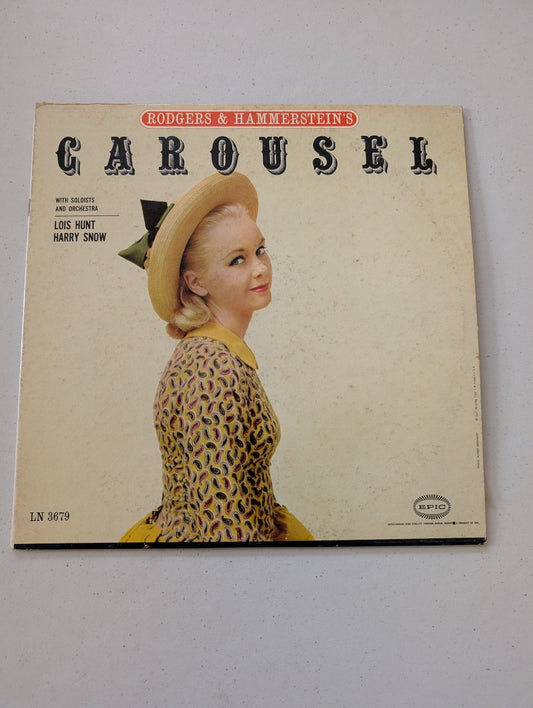 RODGERS & HAMMERSTEIN'S
CAROUSEL
WITH SOLOISTS
AND ORCHESTRA
LOIS HUNT
HARRY SNOW
LN 3679
EPIC